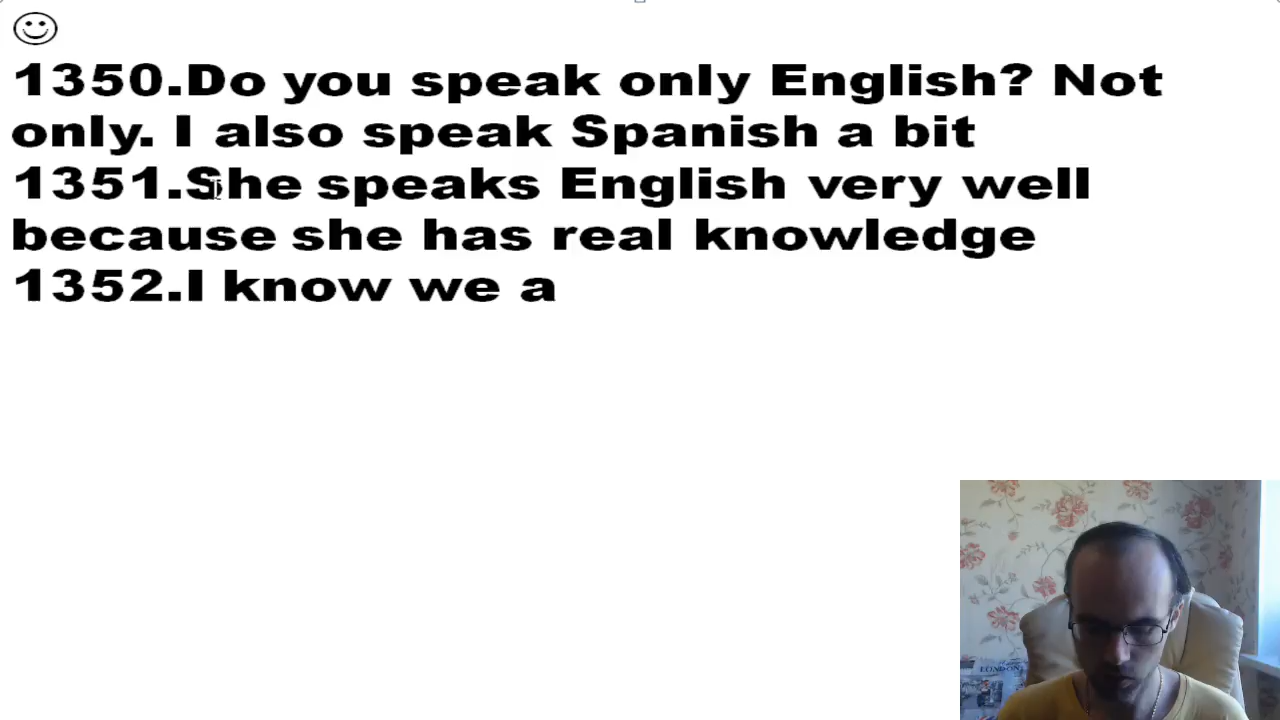 1350.Do you speak only English? Not
only. I also speak Spanish a bit
1351.She speaks English very well
because she has real knowledge
1352.I know we a
LONDON